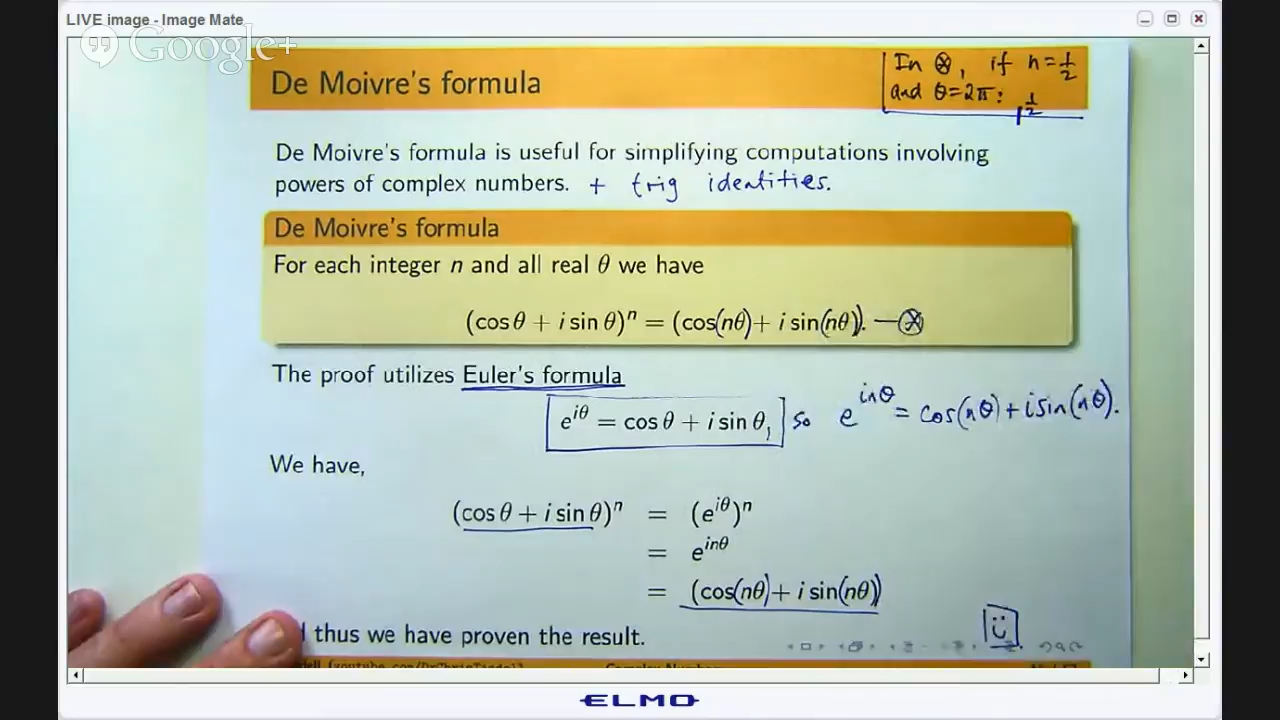 LIVE image - Image Mate
Google+
De Moivre's formula
In ⊗, if n=1/2
and θ=2π: 1^(1/2)
De Moivre's formula is useful for simplifying computations involving
powers of complex numbers. + trig identities.
De Moivre's formula
For each integer n and all real θ we have
(cos θ + i sin θ)^n = (cos(nθ) + i sin(nθ)). —⊗
The proof utilizes Euler's formula
e^(iθ) = cos θ + i sin θ, so e^(inθ) = cos(nθ) + i sin(nθ).
We have,
(cos θ + i sin θ)^n = (e^(iθ))^n
= e^(inθ)
= (cos(nθ) + i sin(nθ))
thus we have proven the result.
ELMO